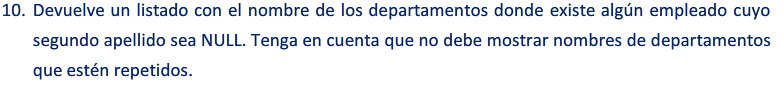 10. Devuelve un listado con el nombre de los departamentos donde existe algún empleado cuyo
segundo apellido sea NULL. Tenga en cuenta que no debe mostrar nombres de departamentos
que estén repetidos.